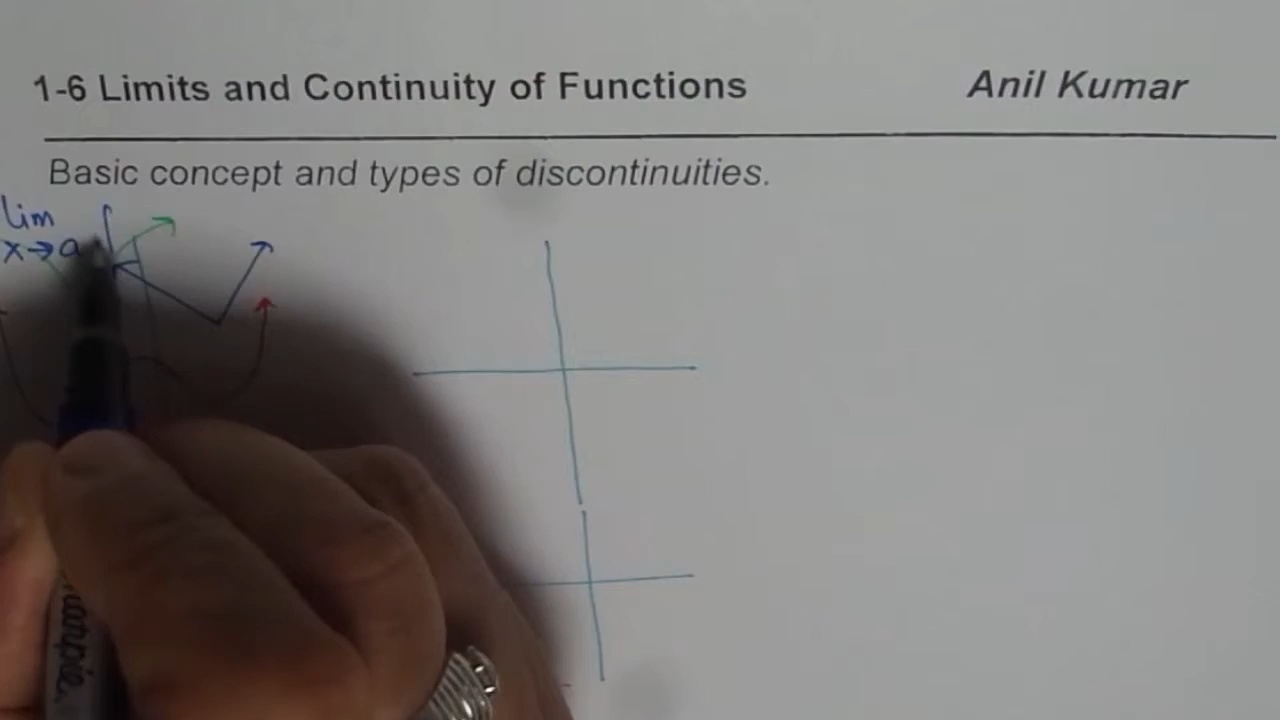 1-6 Limits and Continuity of Functions Anil Kumar
Basic concept and types of discontinuities.
lim
x→a